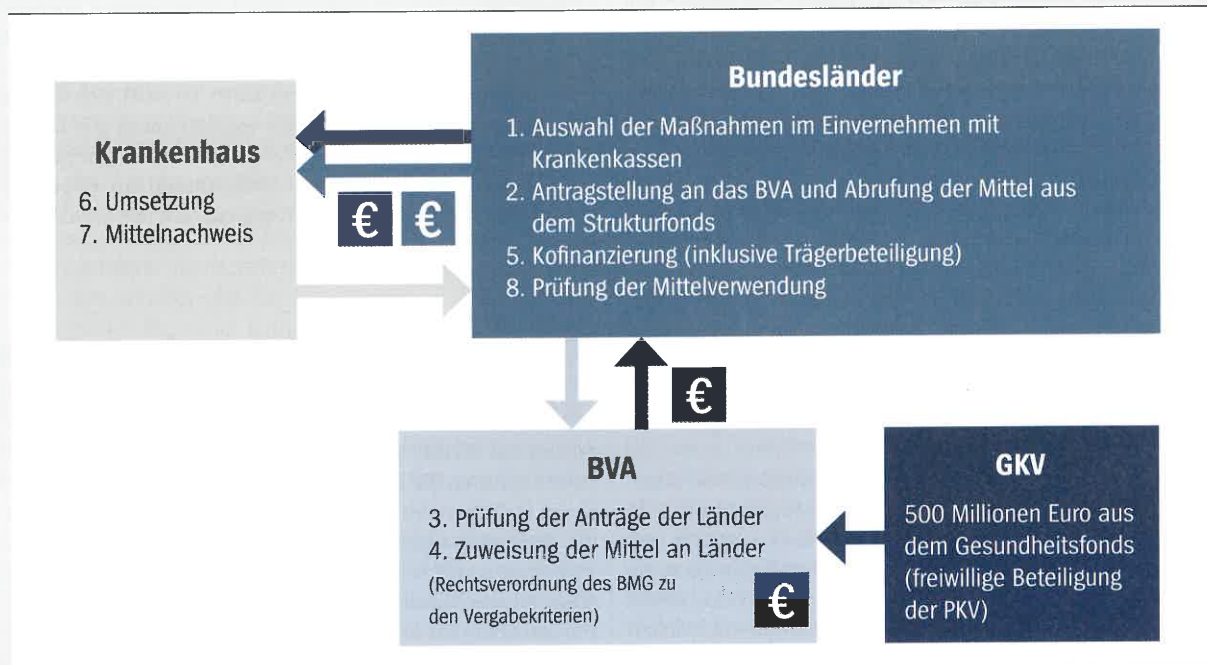 Krankenhaus
6. Umsetzung
7. Mittelnachweis
€ €
Bundesländer
1. Auswahl der Maßnahmen im Einvernehmen mit
Krankenkassen
2. Antragstellung an das BVA und Abrufung der Mittel aus
dem Strukturfonds
5. Kofinanzierung (inklusive Trägerbeteiligung)
8. Prüfung der Mittelverwendung
€
BVA
3. Prüfung der Anträge der Länder
4. Zuweisung der Mittel an Länder
(Rechtsverordnung des BMG zu
den Vergabekriterien)
€
GKV
500 Millionen Euro aus
dem Gesundheitsfonds
(freiwillige Beteiligung
der PKV)